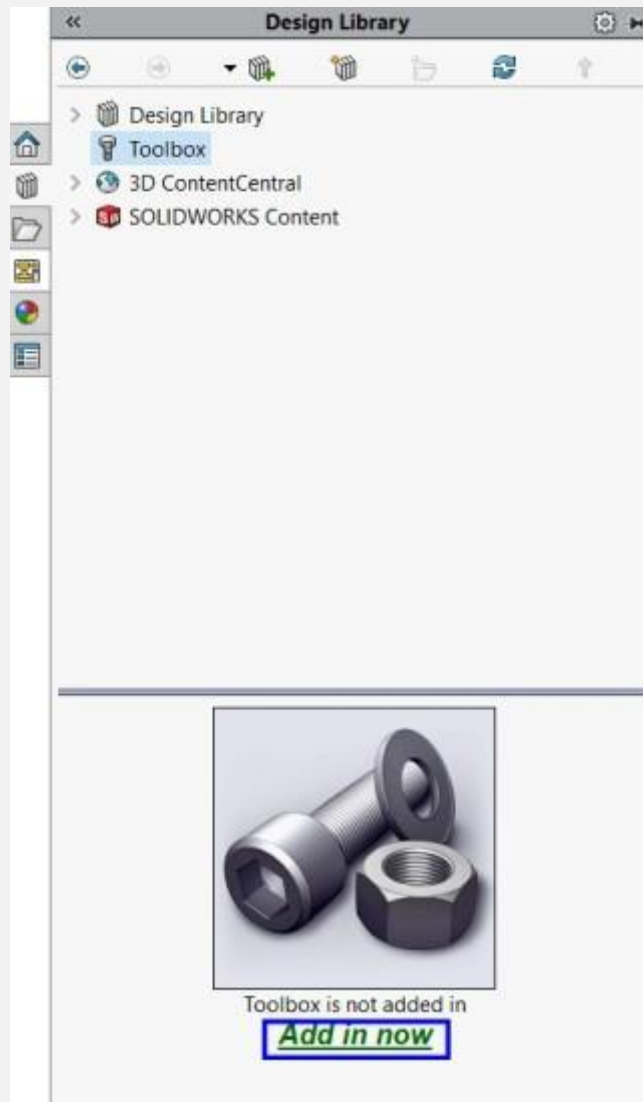 Design Library
Design Library
Toolbox
3D ContentCentral
SOLIDWORKS Content
Toolbox is not added in
Add in now